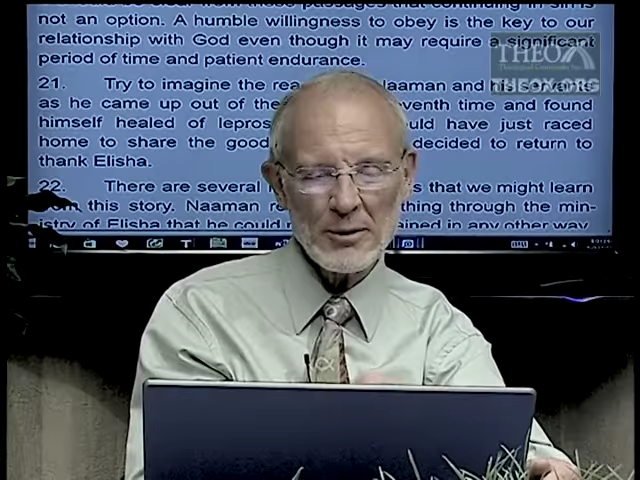 not an option. A humble willingness to obey is the key to our
relationship with God even though it may require a significant
period of time and patient endurance.
THEOX
THEOX.ORG
21. Try to imagine the Naaman and his servants
as he came up out of the eventh time and found
himself healed of lepros uld have just raced
home to share the good decided to return to
thank Elisha.
22. There are several s that we might learn
this story. Naaman thing through the min-
istry of Elisha that he could ained in any other way